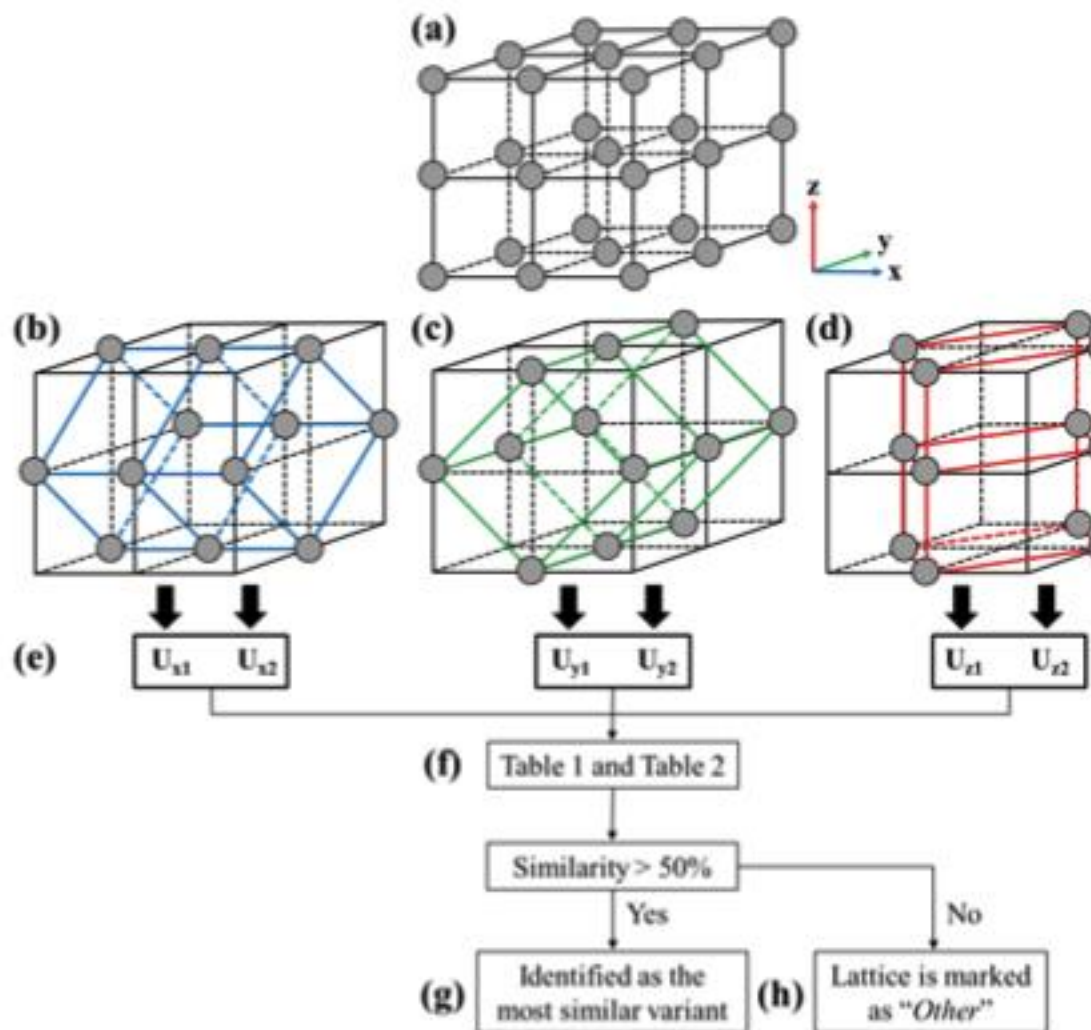 (a)
z
y
x
(b) (c) (d)
(e) Ux1 Ux2 Uy1 Uy2 Uz1 Uz2
(f) Table 1 and Table 2
Similarity > 50%
Yes No
(g) Identified as the
most similar variant
(h) Lattice is marked
as “Other”